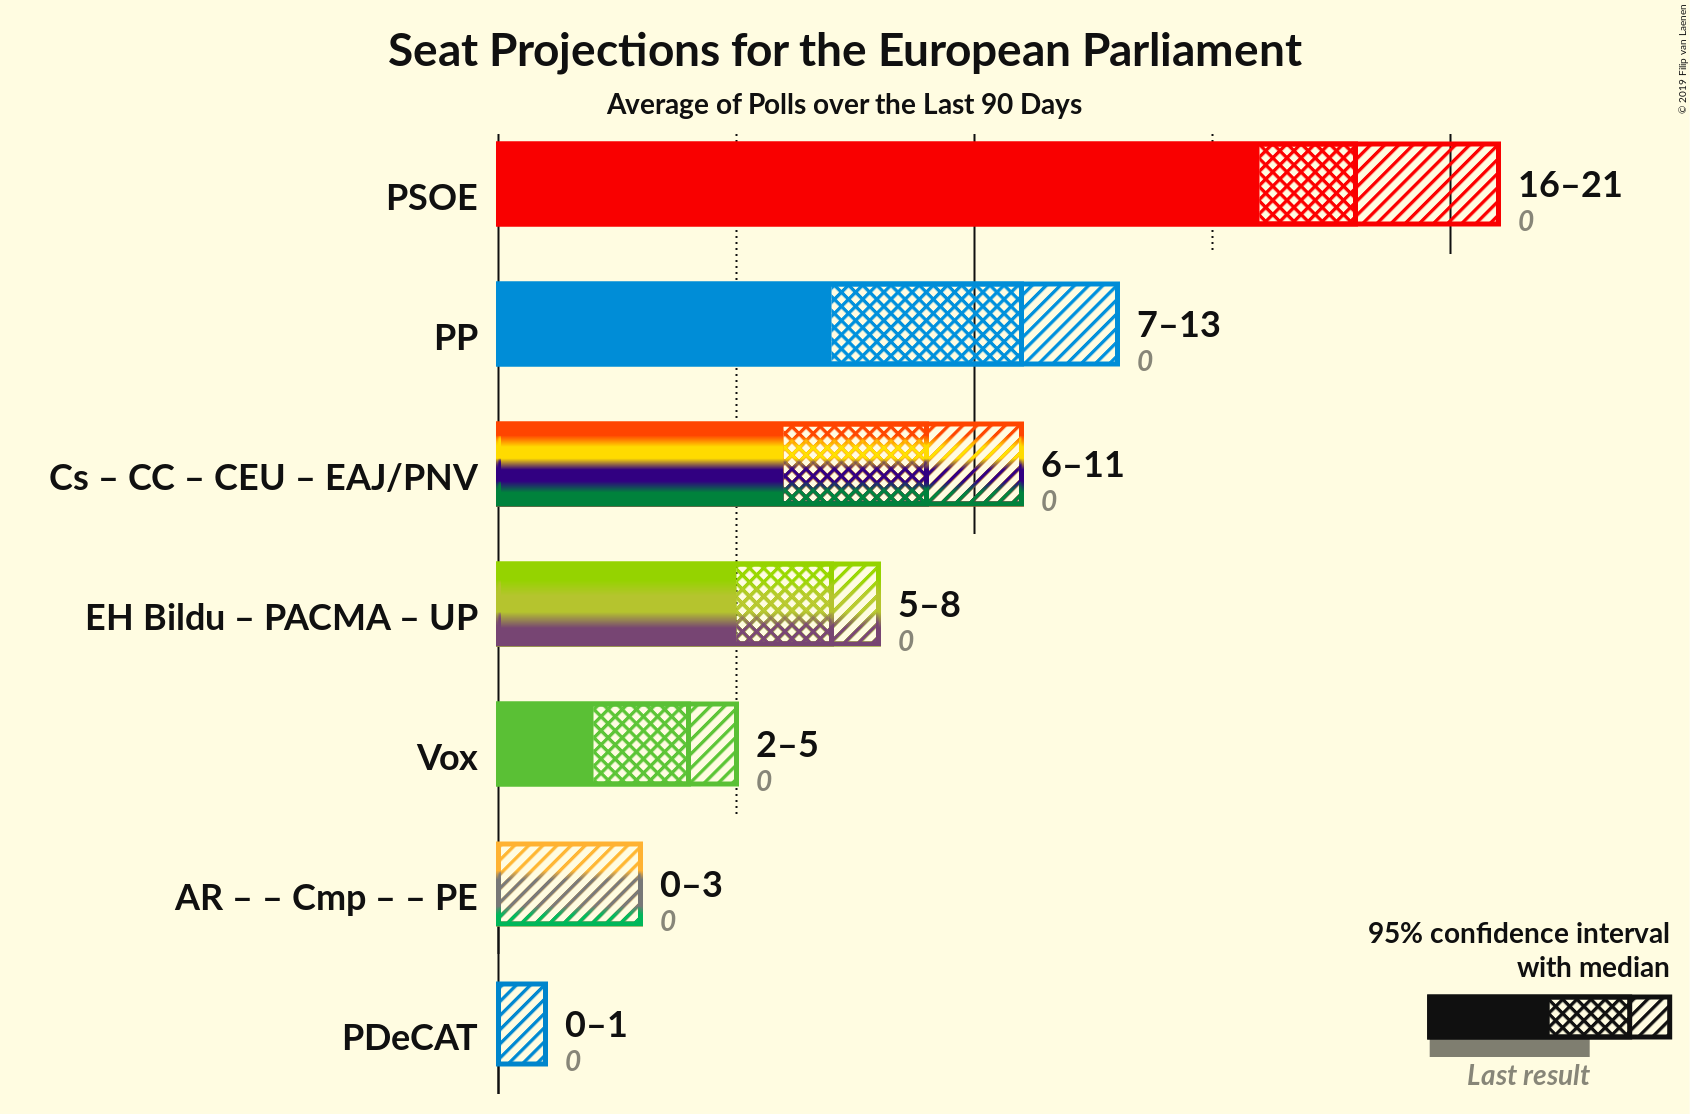 Seat Projections for the European Parliament
Average of Polls over the Last 90 Days
© 2019 Filip van Laenen
PSOE
16–21
0
PP
7–13
0
Cs – CC – CEU – EAJ/PNV
6–11
0
EH Bildu – PACMA – UP
5–8
0
Vox
2–5
0
AR – – Cmp – – PE
0–3
0
PDeCAT
0–1
0
95% confidence interval
with median
Last result